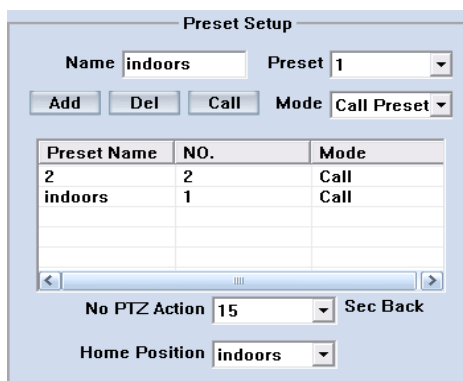 Preset Setup
Name indoors Preset 1
Add Del Call Mode Call Preset
Preset Name NO. Mode
2 2 Call
indoors 1 Call
No PTZ Action 15 Sec Back
Home Position indoors